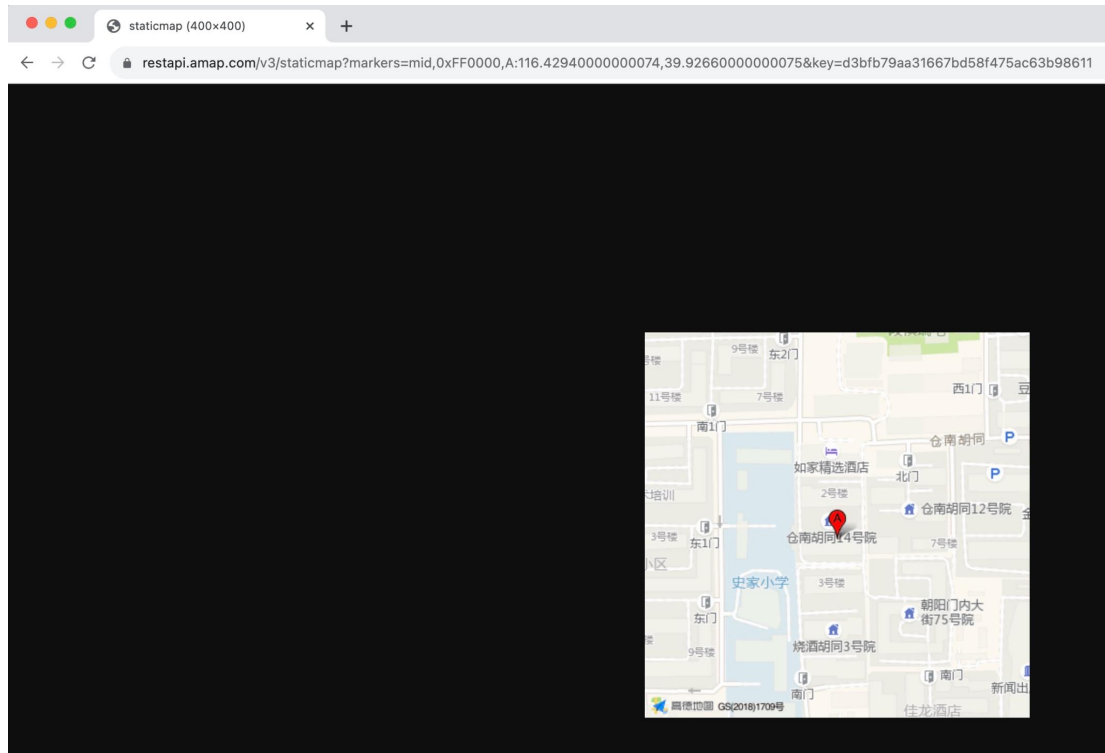 staticmap (400×400)
restapi.amap.com/v3/staticmap?markers=mid,0xFF0000,A:116.42940000000074,39.92660000000075&key=d3bfb79aa31667bd58f475ac63b98611
9号楼
东2门
11号楼
7号楼
西1门
南1门
仓南胡同
P
如家精选酒店
北门
P
培训
2号楼
仓南胡同12号院
A
3号楼
东1门
仓南胡同14号院
7号楼
小区
史家小学
3号楼
朝阳门内大
街75号院
东门
烧酒胡同3号院
9号楼
南门
南门
新闻出
高德地圖 GS(2018)1709号
佳龙酒店